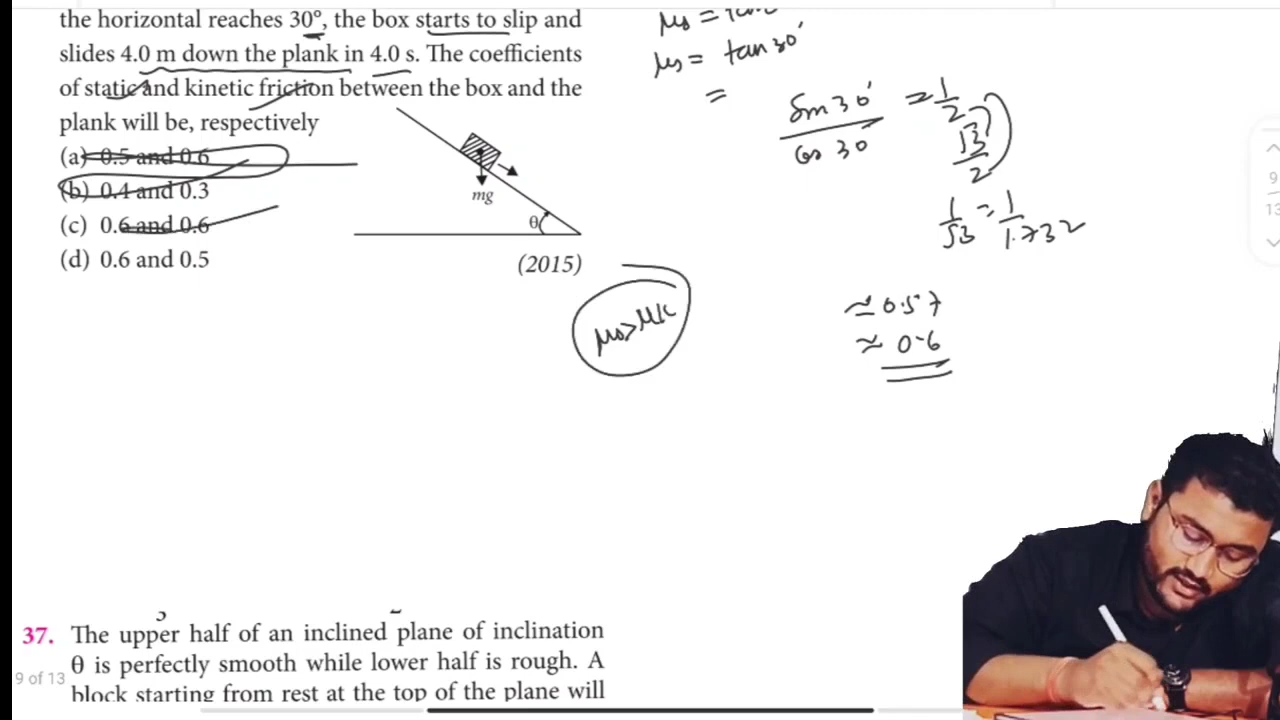 the horizontal reaches 30°, the box starts to slip and
slides 4.0 m down the plank in 4.0 s. The coefficients
of static and kinetic friction between the box and the
plank will be, respectively
(a) 0.5 and 0.6
(b) 0.4 and 0.3
(c) 0.6 and 0.6
(d) 0.6 and 0.5
mg
θ
(2015)
μs =
μs = tan 30°
= sin 30° / cos 30° = 1/2 / √3/2
1/√3 = 1/1.732
≈ 0.57
≈ 0.6
μs > μk
37. The upper half of an inclined plane of inclination
θ is perfectly smooth while lower half is rough. A
block starting from rest at the top of the plane will
9 of 13
9
13